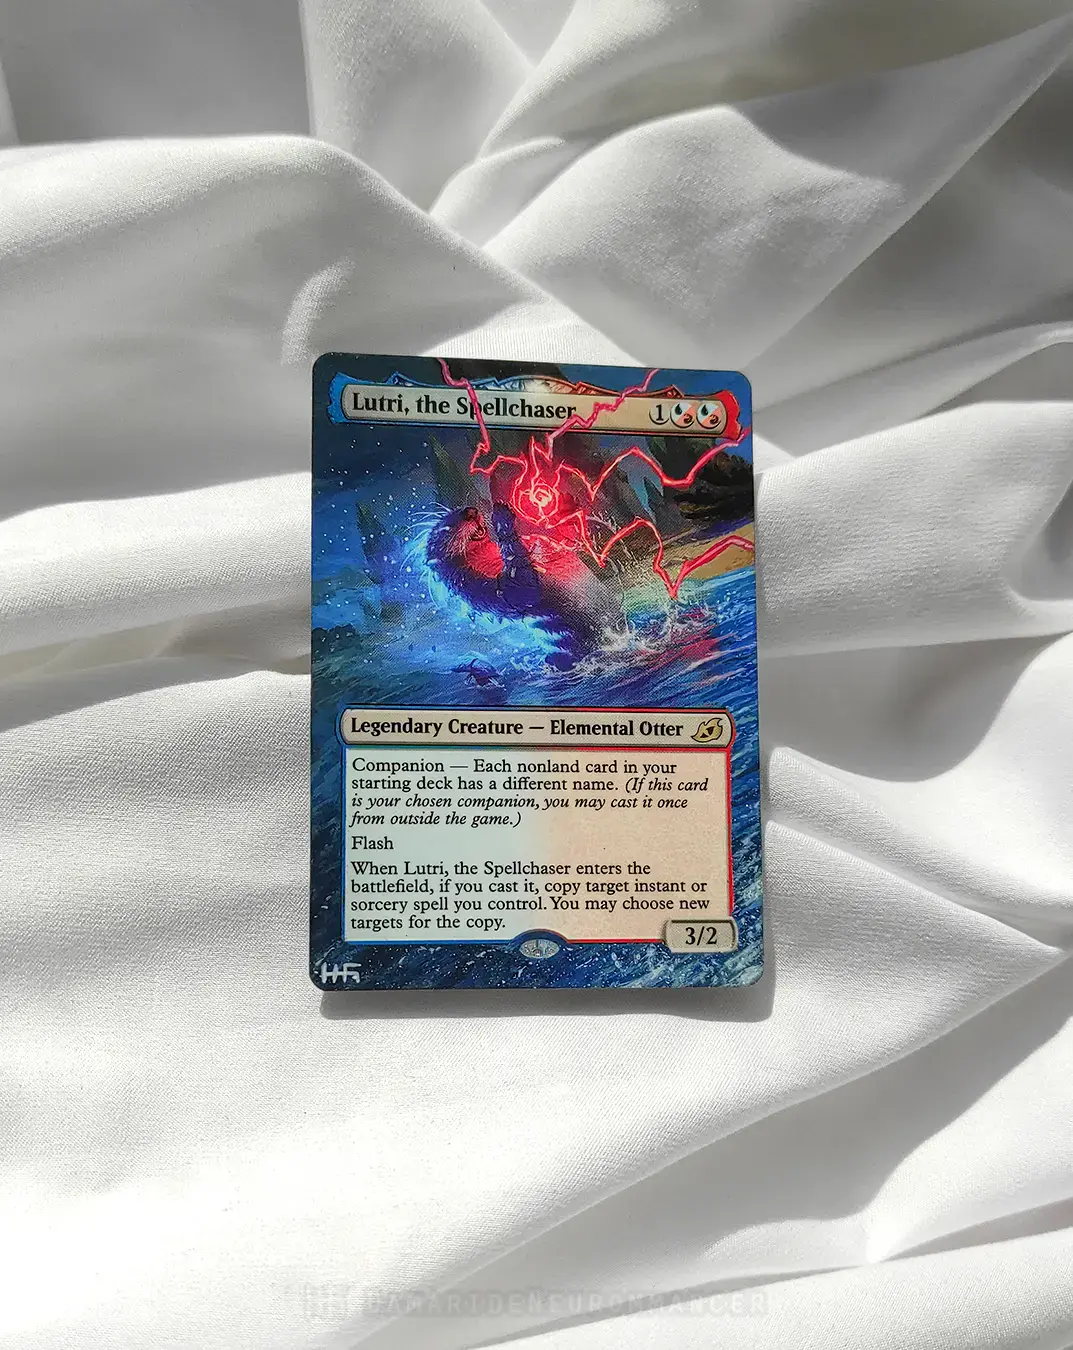 Lutri, the Spellchaser
1
Legendary Creature — Elemental Otter
Companion — Each nonland card in your
starting deck has a different name. (If this card
is your chosen companion, you may cast it once
from outside the game.)
Flash
When Lutri, the Spellchaser enters the
battlefield, if you cast it, copy target instant or
sorcery spell you control. You may choose new
targets for the copy.
3/2